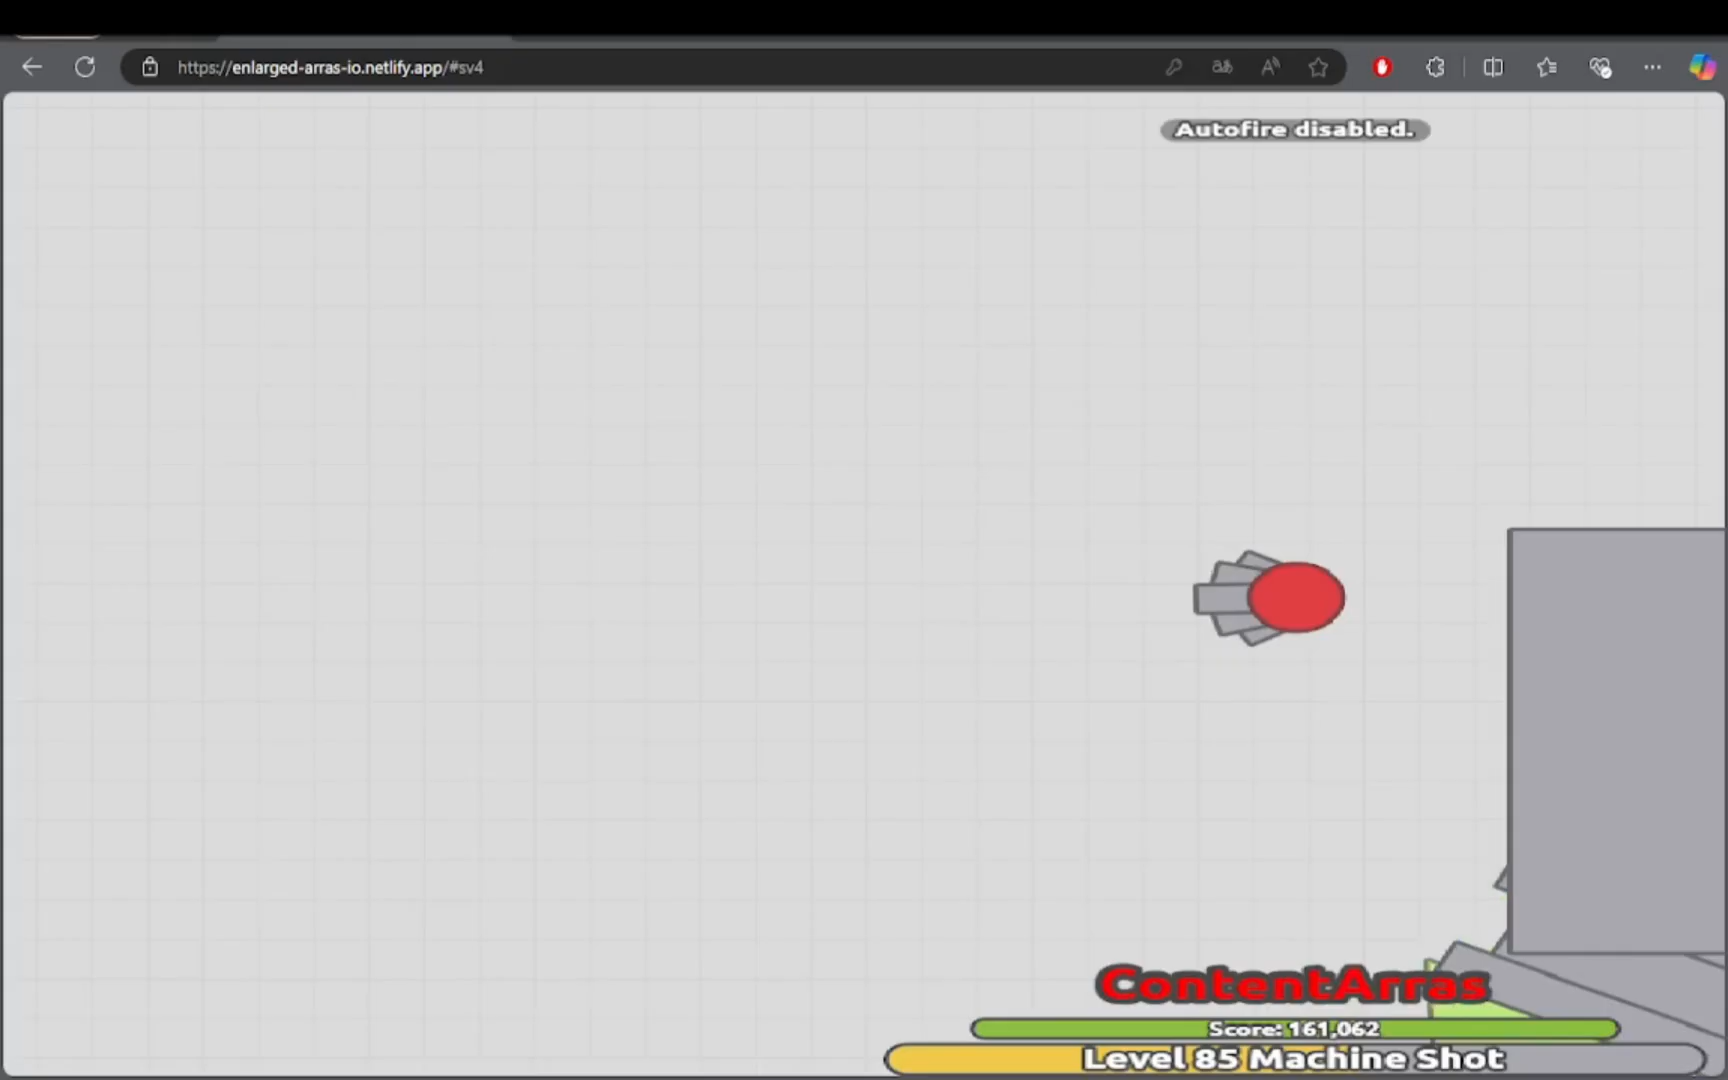 https://enlarged-arras-io.netlify.app/#sv4
Autofire disabled.
ContentArras
Score: 161,062
Level 85 Machine Shot